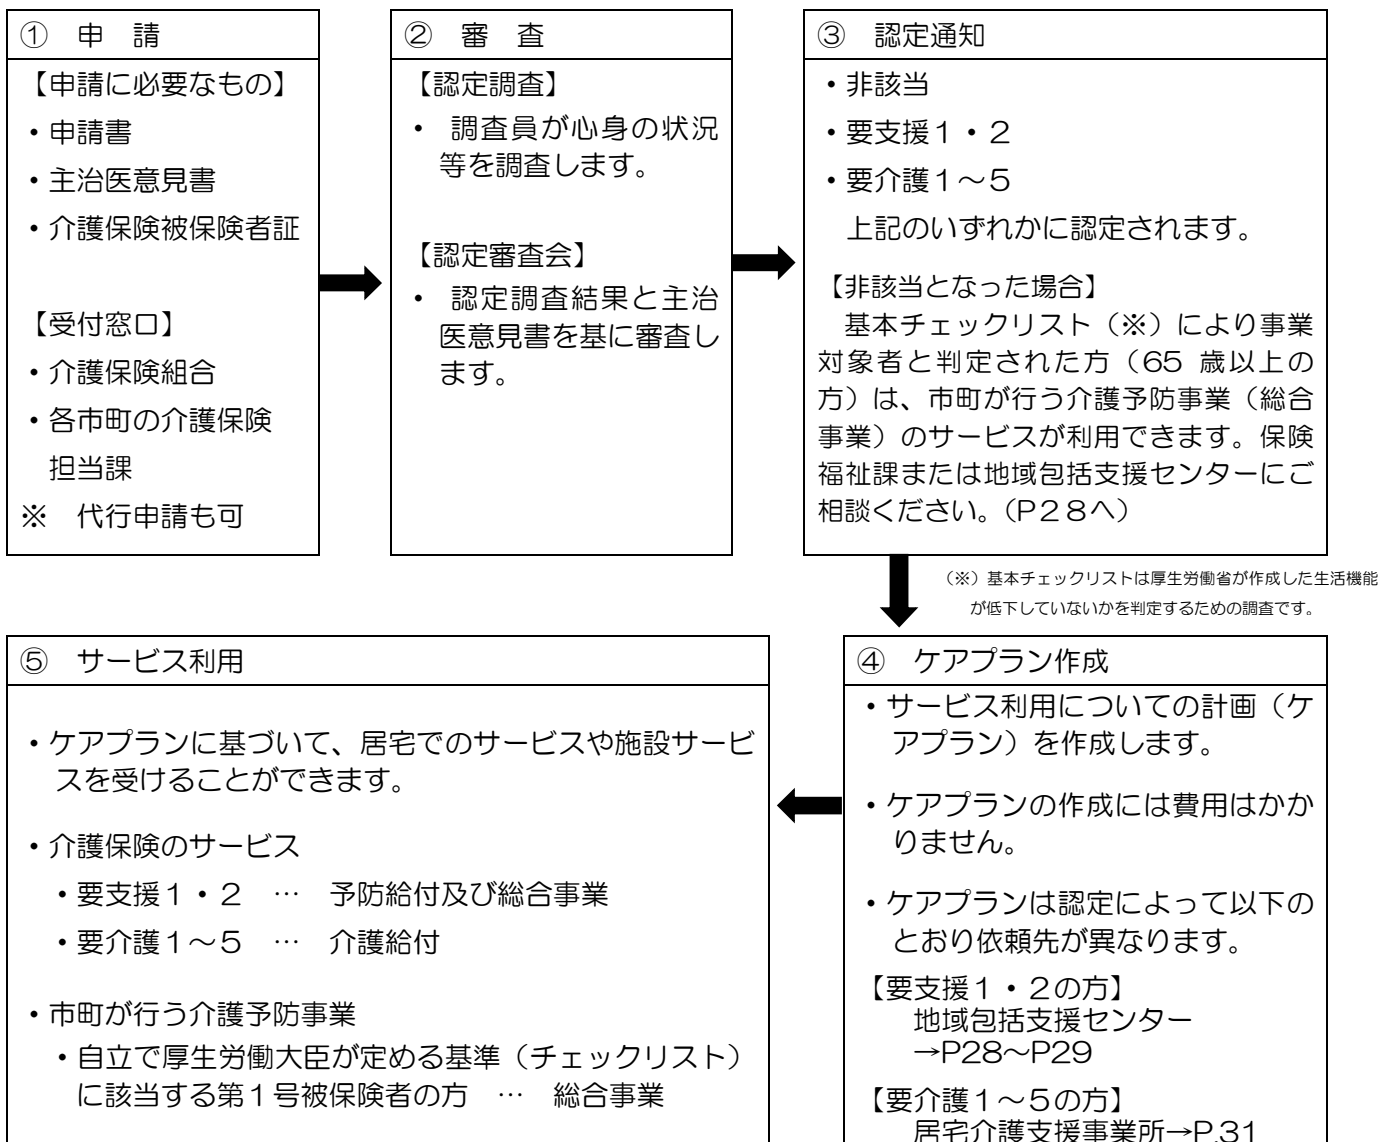 ① 申 請
【申請に必要なもの】
・申請書
・主治医意見書
・介護保険被保険者証
【受付窓口】
・介護保険組合
・各市町の介護保険
担当課
※ 代行申請も可
② 審 査
【認定調査】
・ 調査員が心身の状況
等を調査します。
【認定審査会】
・ 認定調査結果と主治
医意見書を基に審査し
ます。
③ 認定通知
・非該当
・要支援1・2
・要介護1～5
上記のいずれかに認定されます。
【非該当となった場合】
基本チェックリスト（※）により事業
対象者と判定された方（65 歳以上の
方）は、市町が行う介護予防事業（総合
事業）のサービスが利用できます。保険
福祉課または地域包括支援センターにご
相談ください。（P28へ）
（※）基本チェックリストは厚生労働省が作成した生活機能
が低下していないかを判定するための調査です。
④ ケアプラン作成
・サービス利用についての計画（ケ
アプラン）を作成します。
・ケアプランの作成には費用はかか
りません。
・ケアプランは認定によって以下の
とおり依頼先が異なります。
【要支援1・2の方】
地域包括支援センター
→P28～P29
【要介護1～5の方】
居宅介護支援事業所→P.31
⑤ サービス利用
・ケアプランに基づいて、居宅でのサービスや施設サービ
スを受けることができます。
・介護保険のサービス
・要支援1・2 … 予防給付及び総合事業
・要介護1～5 … 介護給付
・市町が行う介護予防事業
・自立で厚生労働大臣が定める基準（チェックリスト）
に該当する第1号被保険者の方 … 総合事業